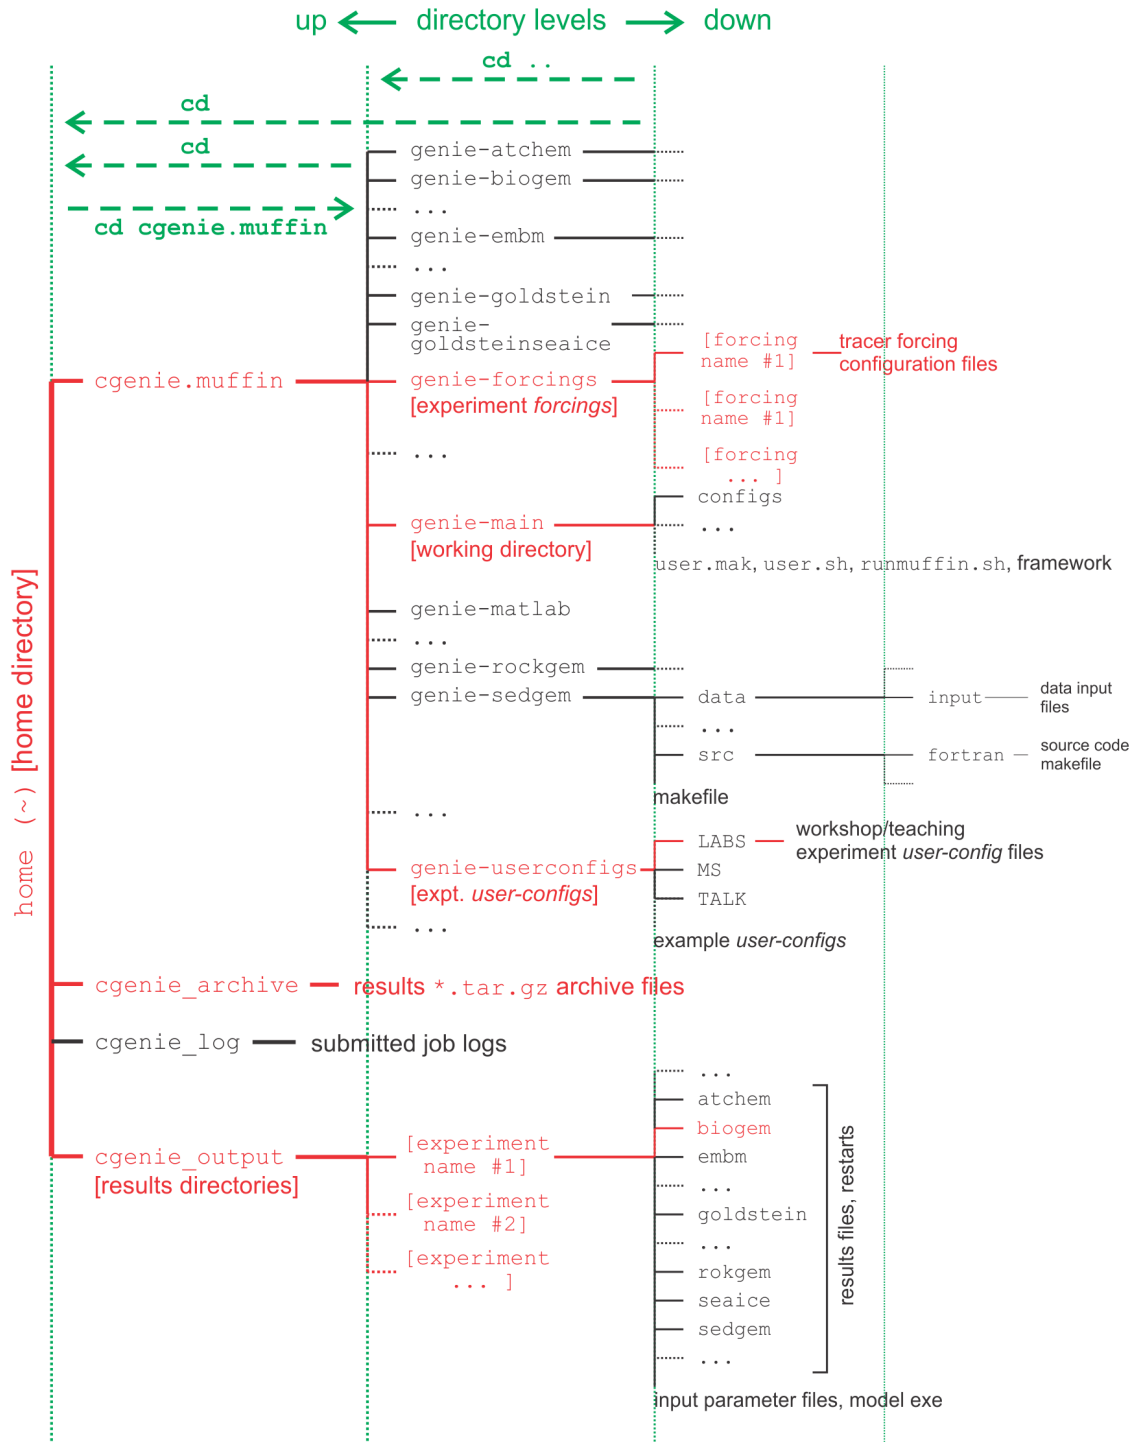 up directory levels down
cd ..
cd
cd
cd cgenie.muffin
genie-atchem
genie-biogem
...
genie-embm
...
genie-goldstein
genie-
goldsteinseaice
[forcing
name #1]
tracer forcing
configuration files
cgenie.muffin
genie-forcings
[experiment forcings]
[forcing
name #1]
...
[forcing
... ]
configs
genie-main
[working directory]
...
user.mak, user.sh, runmuffin.sh, framework
genie-matlab
...
genie-rockgem
genie-sedgem
data
input
data input
files
...
src
fortran
source code
makefile
makefile
...
LABS
workshop/teaching
experiment user-config files
genie-userconfigs
[expt. user-configs]
MS
TALK
...
example user-configs
home (~) [home directory]
cgenie_archive
results *.tar.gz archive files
cgenie_log
submitted job logs
...
atchem
biogem
cgenie_output
[results directories]
[experiment
name #1]
embm
...
[experiment
name #2]
goldstein
...
[experiment
... ]
rokgem
seaice
sedgem
...
results files, restarts
input parameter files, model exe